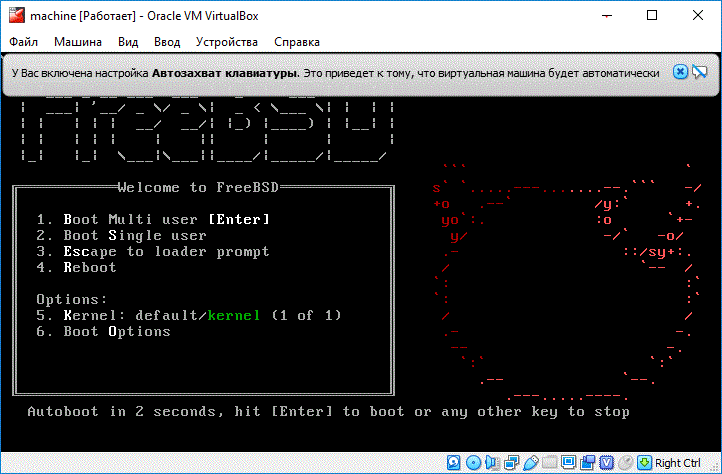 machine [Работает] - Oracle VM VirtualBox
Файл Машина Вид Ввод Устройства Справка
У Вас включена настройка Автозахват клавиатуры. Это приведет к тому, что виртуальная машина будет автоматически
FreeBSD
Welcome to FreeBSD
1. Boot Multi user [Enter]
2. Boot Single user
3. Escape to loader prompt
4. Reboot
Options:
5. Kernel: default/kernel (1 of 1)
6. Boot Options
Autoboot in 2 seconds, hit [Enter] to boot or any other key to stop
Right Ctrl